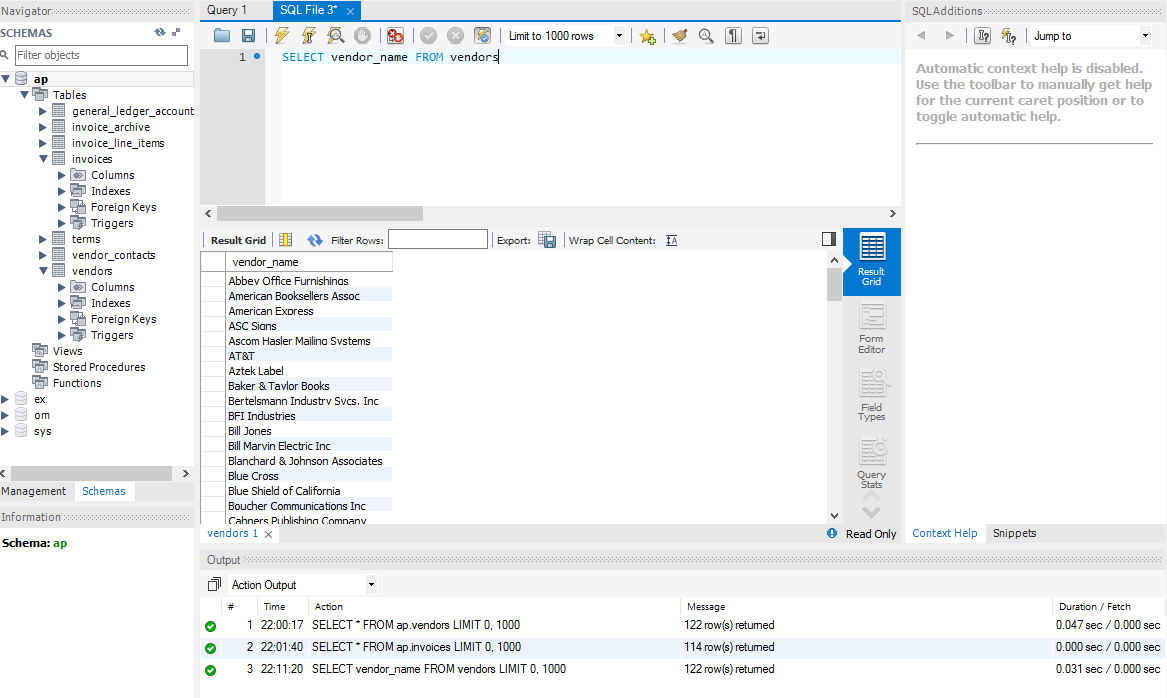 Navigator
SCHEMAS
Filter objects
ap
Tables
general_ledger_account
invoice_archive
invoice_line_items
invoices
Columns
Indexes
Foreign Keys
Triggers
terms
vendor_contacts
vendors
Columns
Indexes
Foreign Keys
Triggers
Views
Stored Procedures
Functions
ex
om
sys
Management Schemas
Information
Schema: ap
Query 1 SQL File 3*
Limit to 1000 rows
1 SELECT vendor_name FROM vendors
Result Grid Filter Rows: Export: Wrap Cell Content: IA
vendor_name
Abbey Office Furnishings
American Booksellers Assoc
American Express
ASC Signs
Ascom Hasler Mailing Systems
AT&T
Aztek Label
Baker & Taylor Books
Bertelsmann Industry Svcs. Inc
BFI Industries
Bill Jones
Bill Marvin Electric Inc
Blanchard & Johnson Associates
Blue Cross
Blue Shield of California
Boucher Communications Inc
Cahners Publishing Company
Result
Grid
Form
Editor
Field
Types
Query
Stats
vendors 1
Read Only
SQLAdditions
Jump to
Automatic context help is disabled.
Use the toolbar to manually get help
for the current caret position or to
toggle automatic help.
Context Help Snippets
Output
Action Output
# Time Action Message Duration / Fetch
1 22:00:17 SELECT * FROM ap.vendors LIMIT 0, 1000 122 row(s) returned 0.047 sec / 0.000 sec
2 22:01:40 SELECT * FROM ap.invoices LIMIT 0, 1000 114 row(s) returned 0.000 sec / 0.000 sec
3 22:11:20 SELECT vendor_name FROM vendors LIMIT 0, 1000 122 row(s) returned 0.031 sec / 0.000 sec